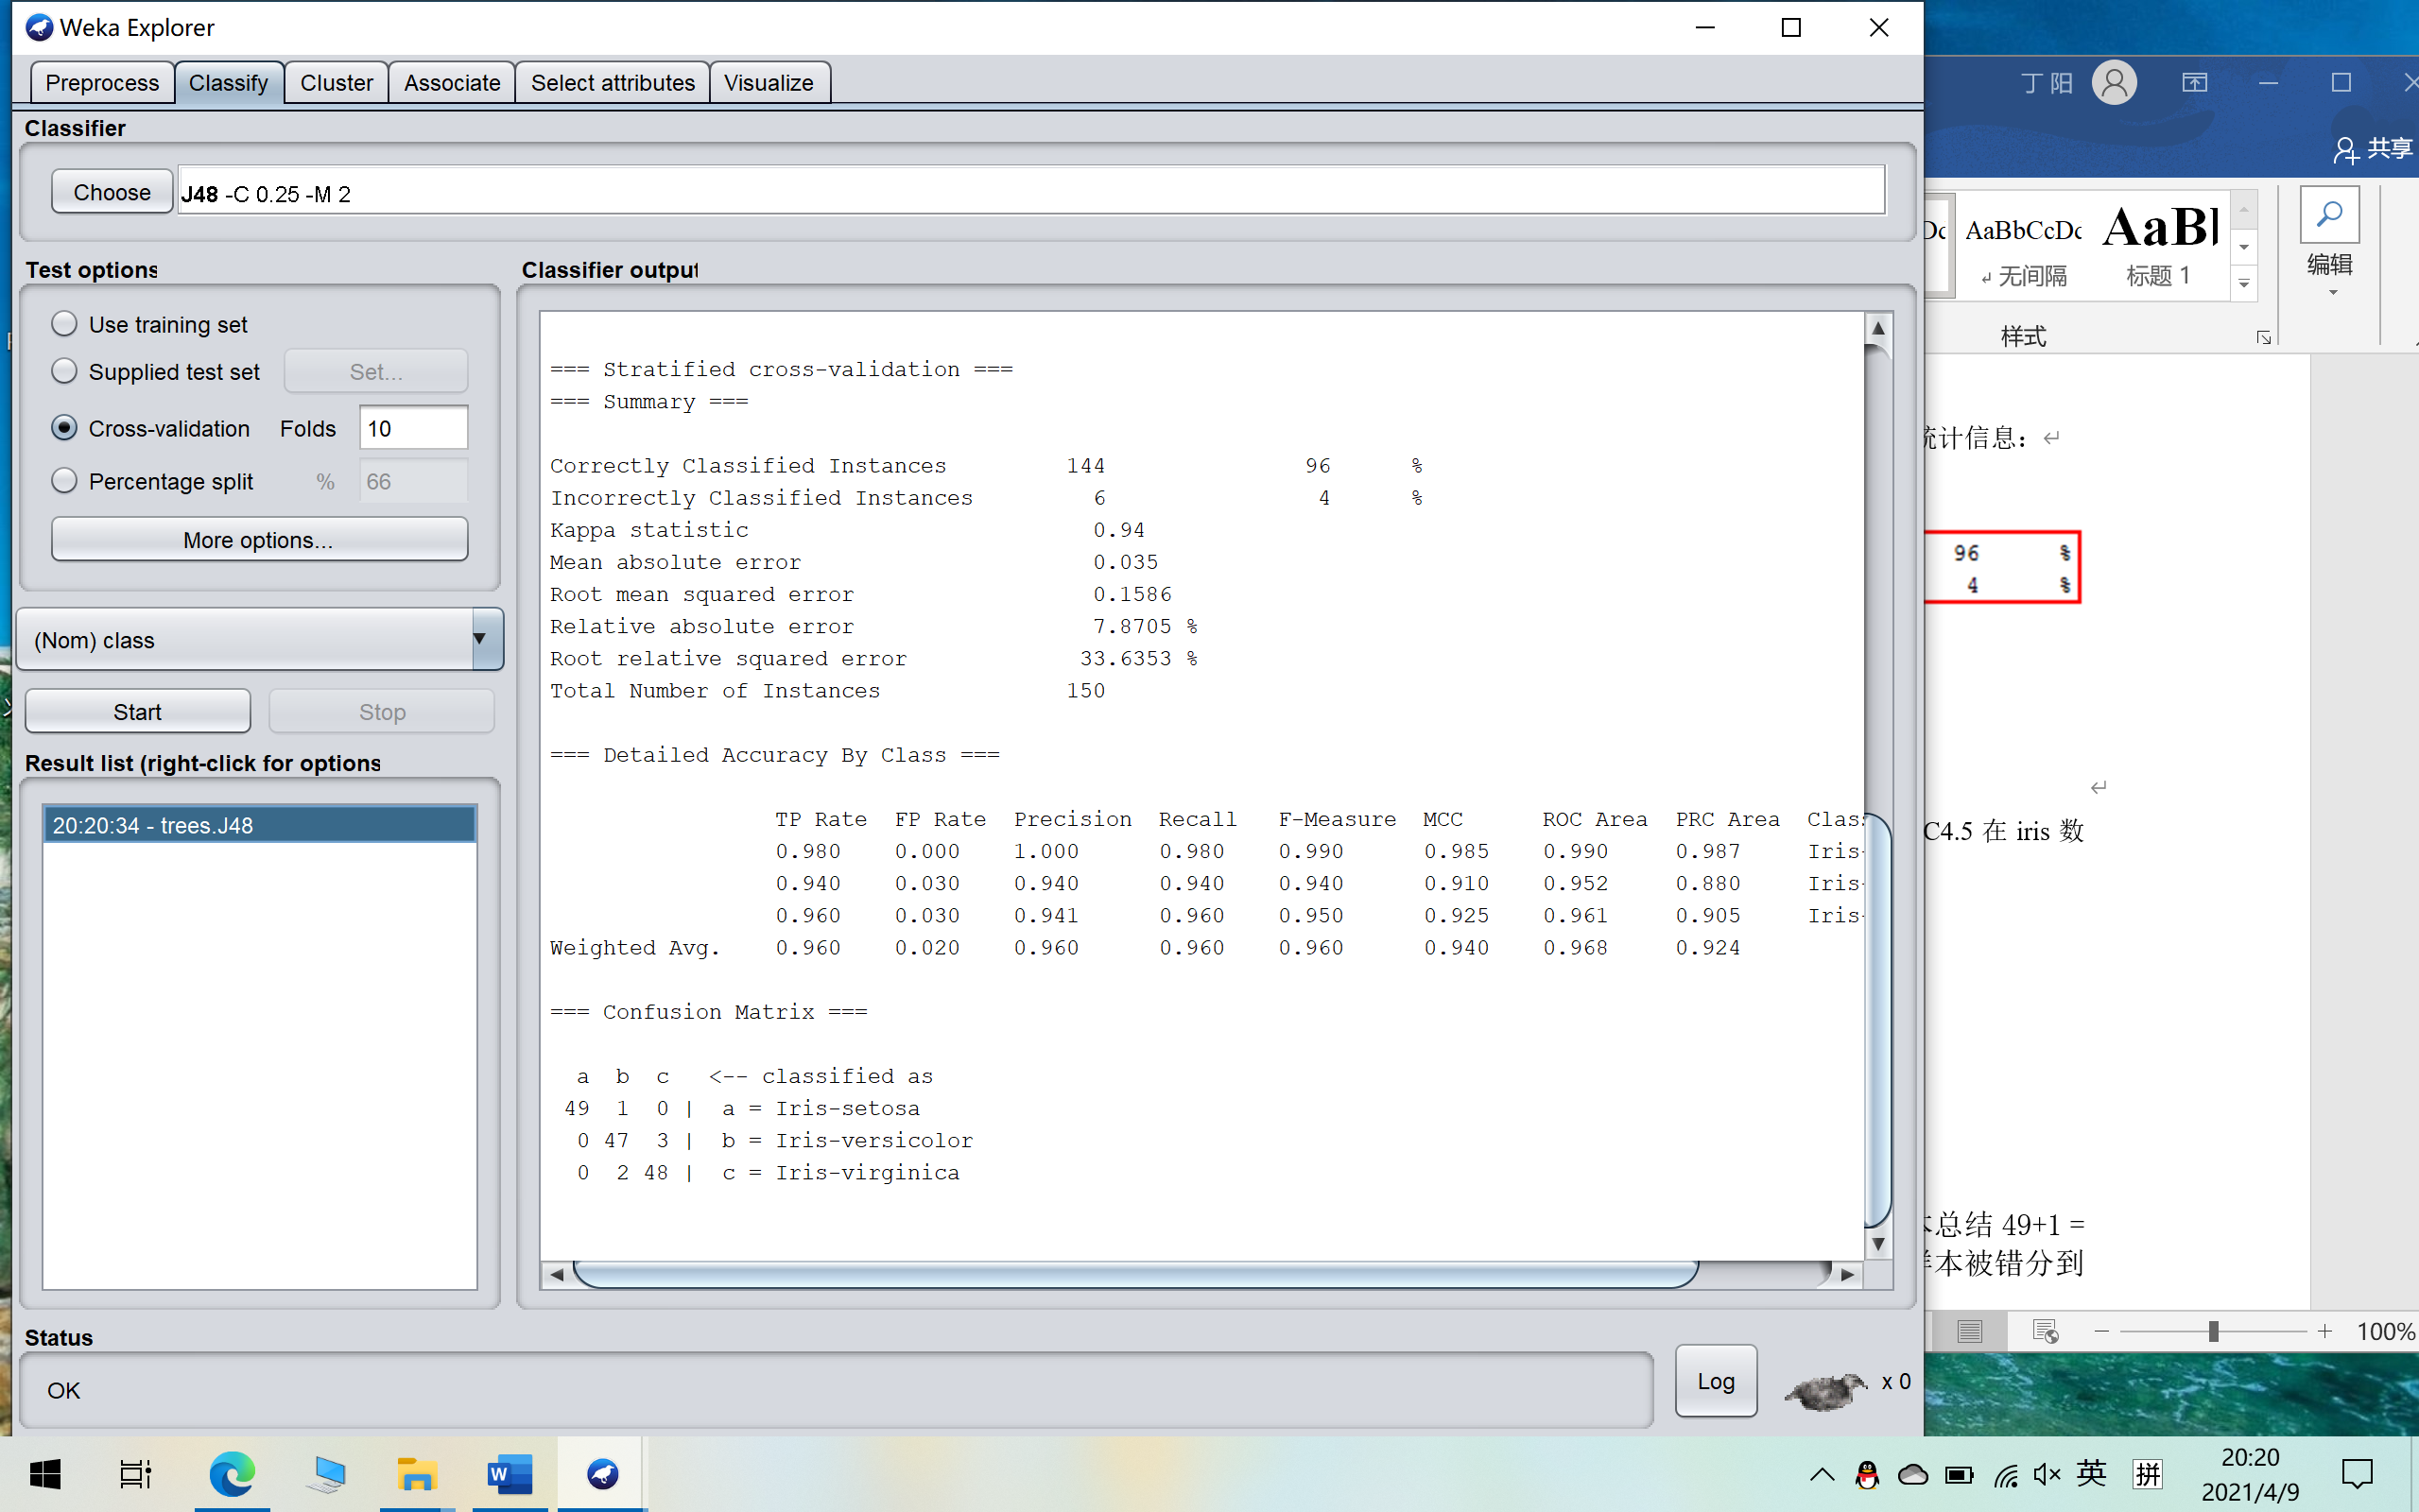 Weka Explorer
Preprocess Classify Cluster Associate Select attributes Visualize
Classifier
Choose J48 -C 0.25 -M 2
Test options
Use training set
Supplied test set Set...
Cross-validation Folds 10
Percentage split % 66
More options...
(Nom) class
Start Stop
Result list (right-click for options
20:20:34 - trees.J48
Classifier output
=== Stratified cross-validation ===
=== Summary ===
Correctly Classified Instances 144 96 %
Incorrectly Classified Instances 6 4 %
Kappa statistic 0.94
Mean absolute error 0.035
Root mean squared error 0.1586
Relative absolute error 7.8705 %
Root relative squared error 33.6353 %
Total Number of Instances 150
=== Detailed Accuracy By Class ===
TP Rate FP Rate Precision Recall F-Measure MCC ROC Area PRC Area Clas
0.980 0.000 1.000 0.980 0.990 0.985 0.990 0.987 Iris-
0.940 0.030 0.940 0.940 0.940 0.910 0.952 0.880 Iris-
0.960 0.030 0.941 0.960 0.950 0.925 0.961 0.905 Iris-
Weighted Avg. 0.960 0.020 0.960 0.960 0.960 0.940 0.968 0.924
=== Confusion Matrix ===
a b c <-- classified as
49 1 0 | a = Iris-setosa
0 47 3 | b = Iris-versicolor
0 2 48 | c = Iris-virginica
Status
OK
Log x 0
丁 阳
共享
AaBbCcDc AaBl
无间隔 标题 1
编辑
样式
计信息：
96 %
4 %
C4.5 在 iris 数
总结 49+1 =
本被错分到
100%
英 拼
20:20
2021/4/9